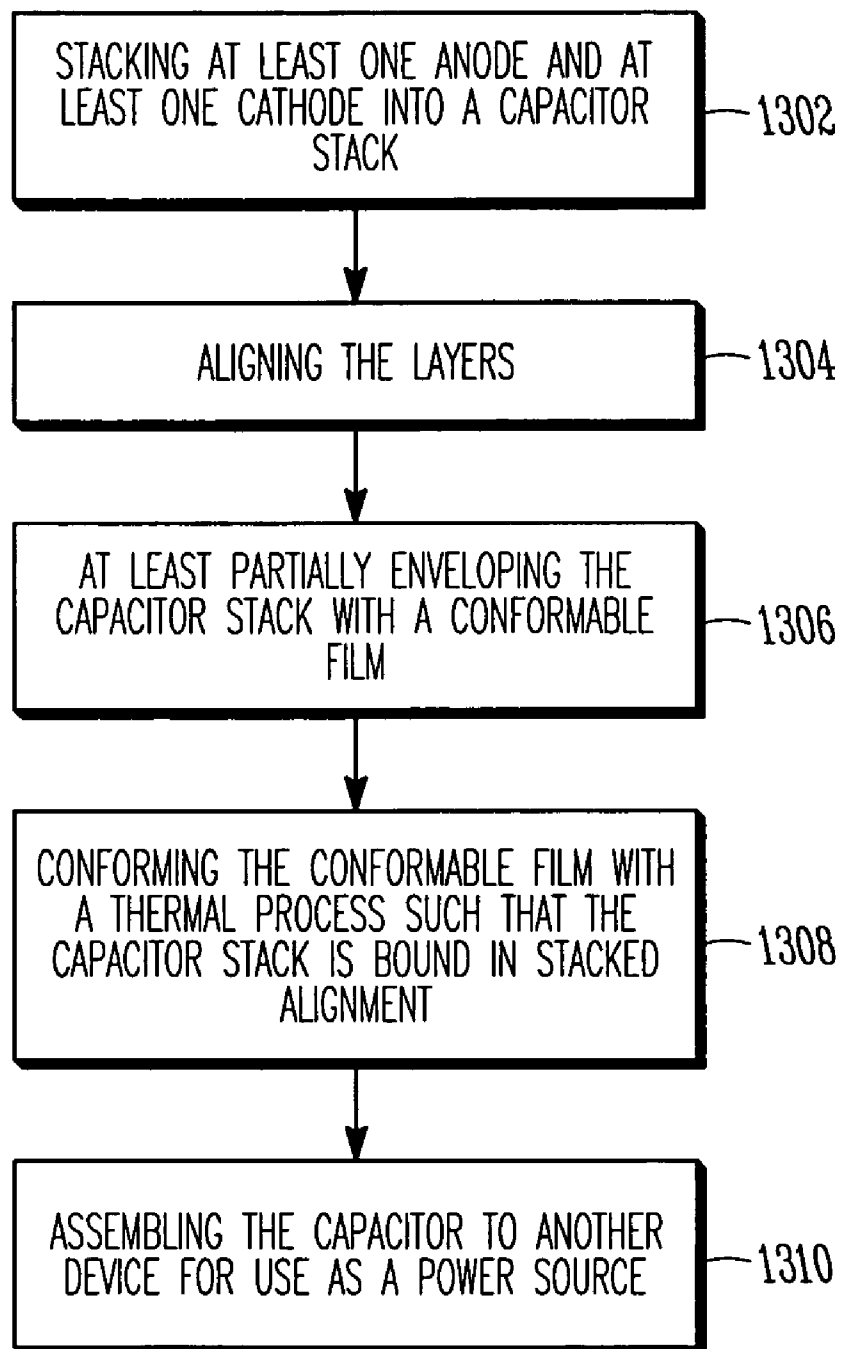 STACKING AT LEAST ONE ANODE AND AT
LEAST ONE CATHODE INTO A CAPACITOR
STACK
1302
ALIGNING THE LAYERS
1304
AT LEAST PARTIALLY ENVELOPING THE
CAPACITOR STACK WITH A CONFORMABLE
FILM
1306
CONFORMING THE CONFORMABLE FILM WITH
A THERMAL PROCESS SUCH THAT THE
CAPACITOR STACK IS BOUND IN STACKED
ALIGNMENT
1308
ASSEMBLING THE CAPACITOR TO ANOTHER
DEVICE FOR USE AS A POWER SOURCE
1310